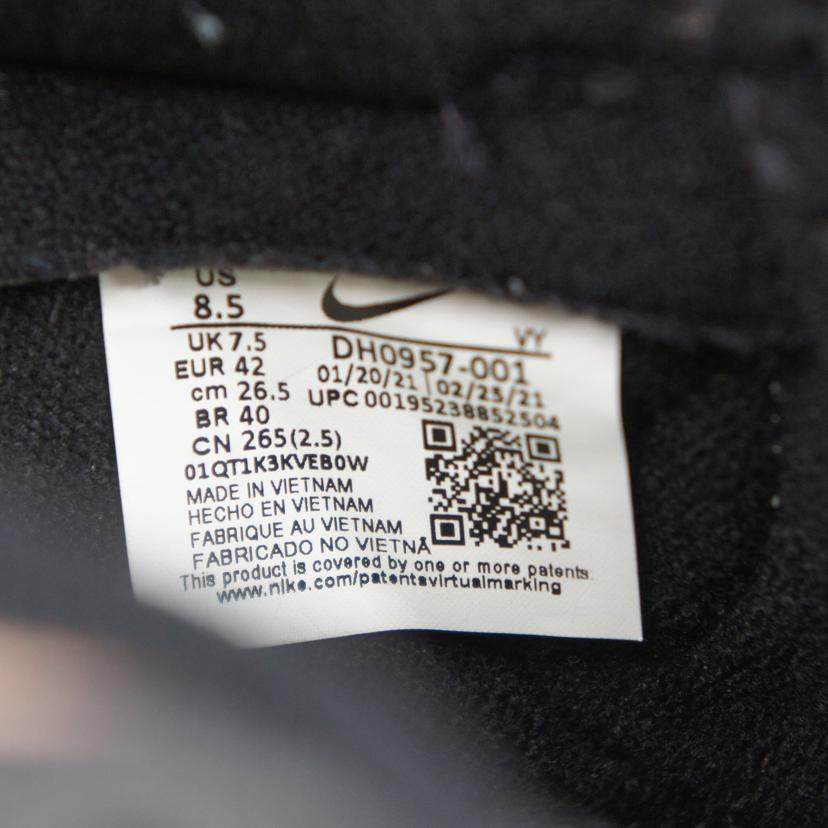 US
8.5
VY
UK 7.5
DH0957-001
EUR 42
01/20/21 | 02/23/21
cm 26.5
UPC 00195238852504
BR 40
CN 265(2.5)
01QT1K3KVEB0W
MADE IN VIETNAM
HECHO EN VIETNAM
FABRIQUE AU VIETNAM
FABRICADO NO VIETNÃ
This product is covered by one or more patents:
www.nike.com/patentsvirtualmarking